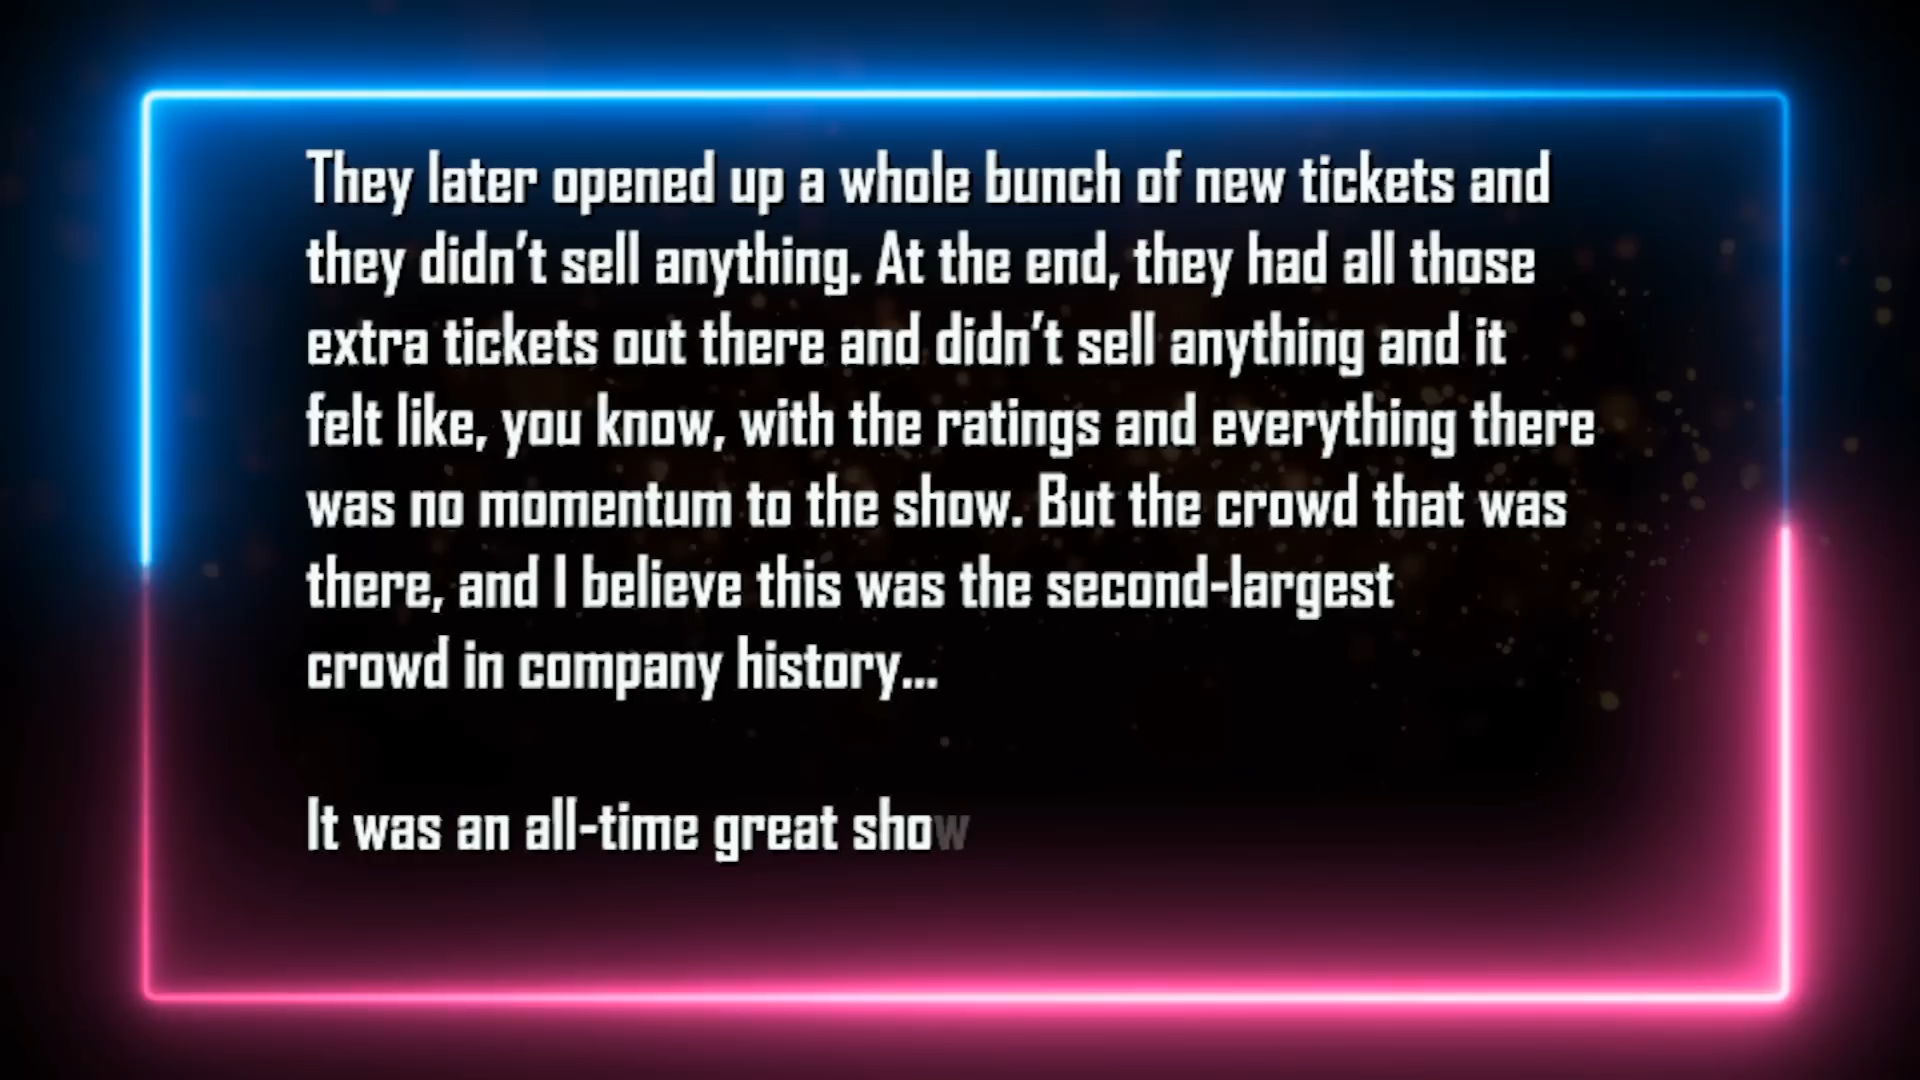 They later opened up a whole bunch of new tickets and
they didn’t sell anything. At the end, they had all those
extra tickets out there and didn’t sell anything and it
felt like, you know, with the ratings and everything there
was no momentum to the show. But the crowd that was
there, and I believe this was the second-largest
crowd in company history...
It was an all-time great show